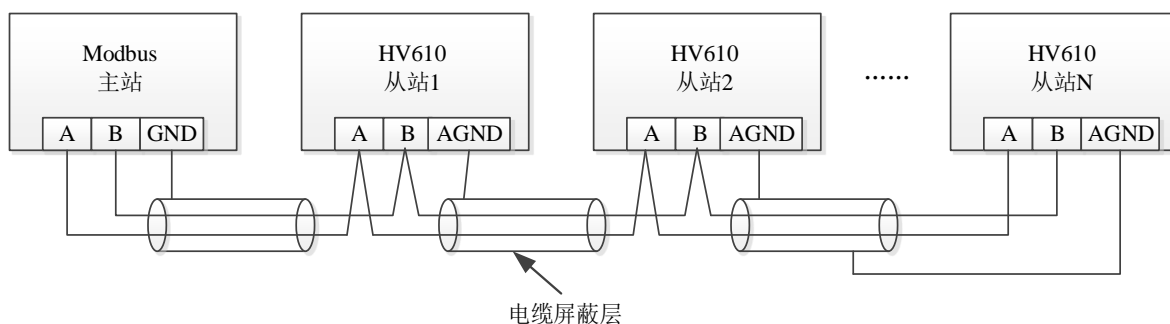 Modbus
主站
A B GND
HV610
从站1
A B AGND
HV610
从站2
A B AGND
......
HV610
从站N
A B AGND
电缆屏蔽层